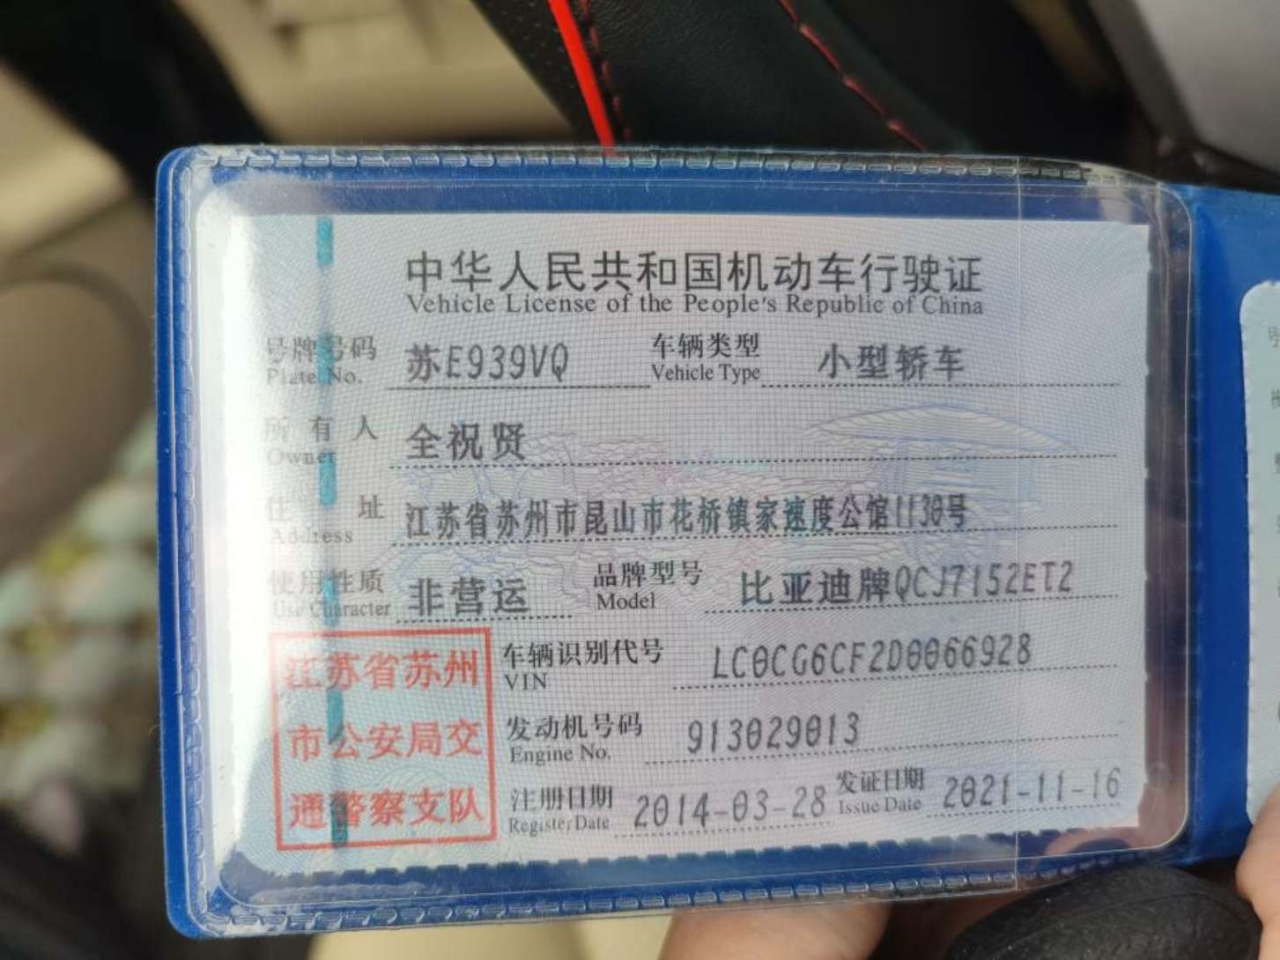 中华人民共和国机动车行驶证
Vehicle License of the People's Republic of China
号牌号码 苏E939VQ 车辆类型 小型轿车
Plate No. Vehicle Type
所有人 全祝贤
Owner
住址 江苏省苏州市昆山市花桥镇家速度公馆1130号
Address
使用性质 非营运 品牌型号 比亚迪牌QCJ7152ET2
Use Character Model
车辆识别代号 LC0CG6CF2D0066928
VIN
发动机号码 913029013
Engine No.
注册日期 2014-03-28 发证日期 2021-11-16
Register Date Issue Date
江苏省苏州
市公安局交
通警察支队